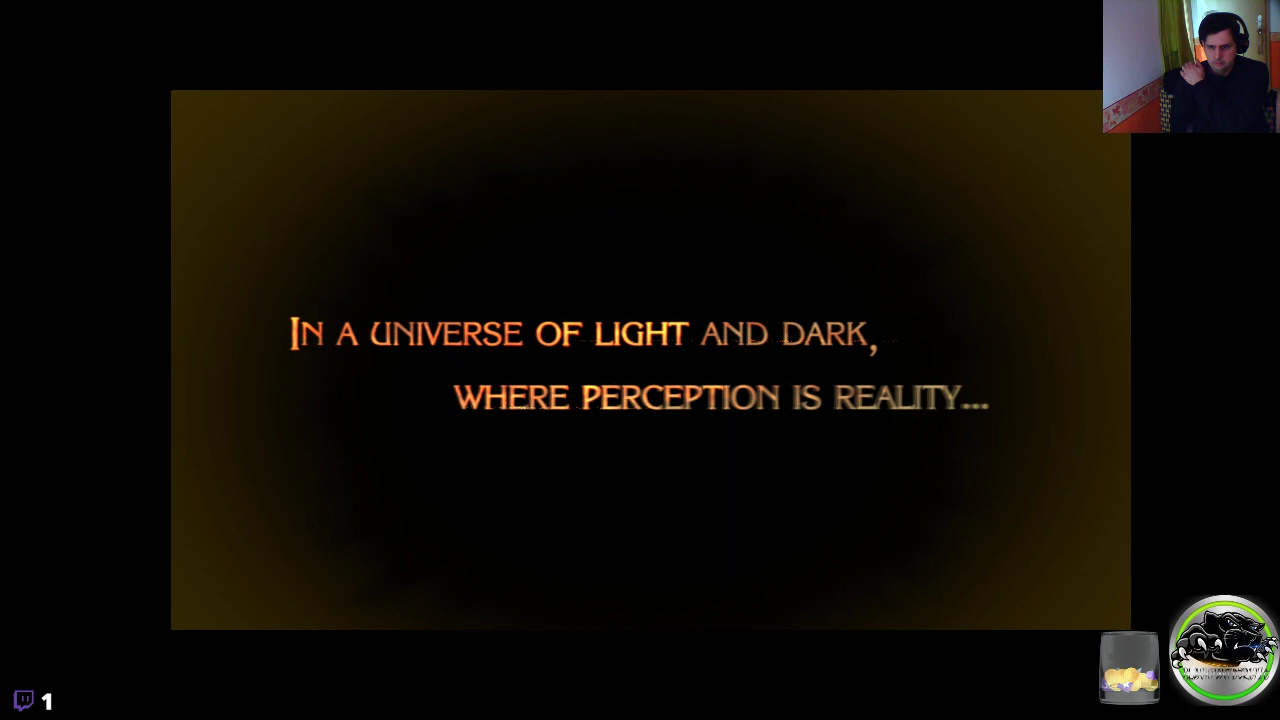 In a universe of light and dark,
where perception is reality...
1